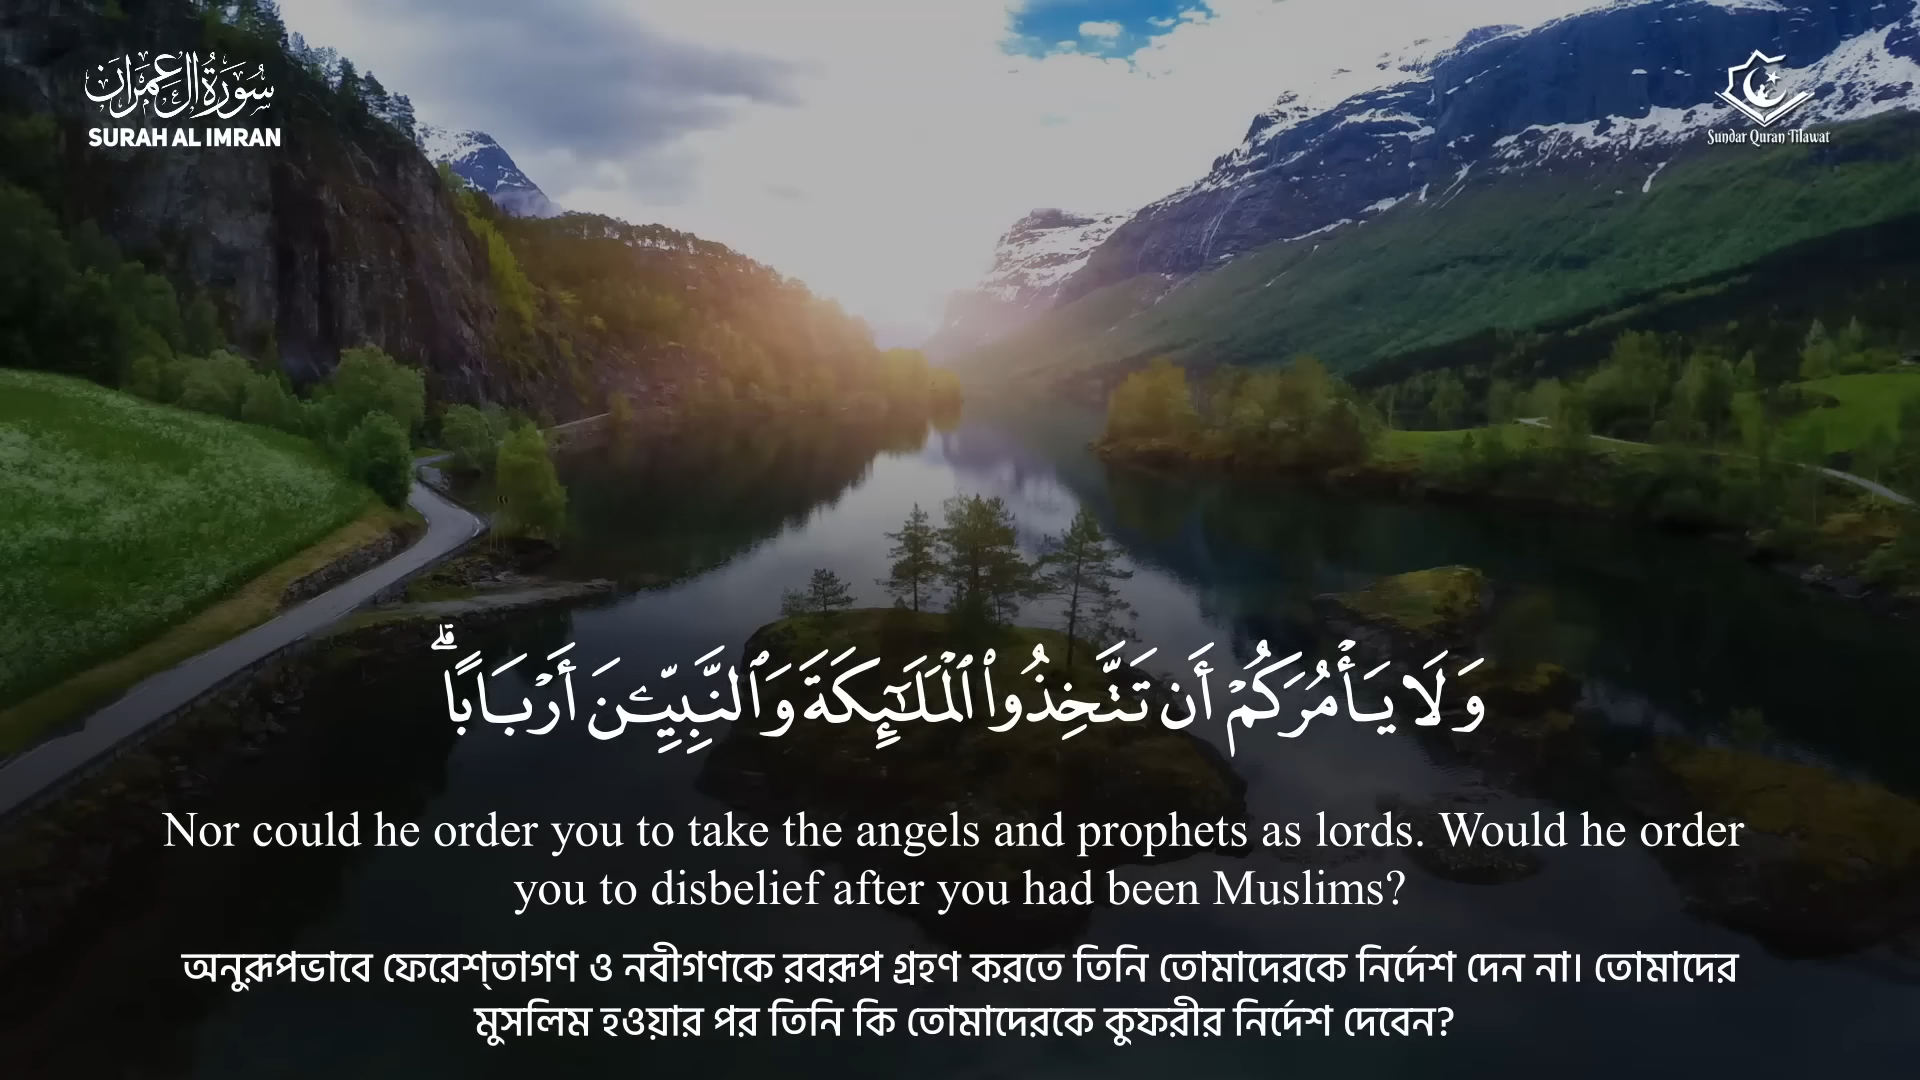 سُورَةُ آلِ عِمْرَان
SURAH AL IMRAN
Sundar Quran Tilawat
وَلَا يَأْمُرَكُمْ أَن تَتَّخِذُوا۟ ٱلْمَلَـٰٓئِكَةَ وَٱلنَّبِيِّـۧنَ أَرْبَابًا ۗ
Nor could he order you to take the angels and prophets as lords. Would he order
you to disbelief after you had been Muslims?
অনুরূপভাবে ফেরেশ্‌তাগণ ও নবীগণকে রবরূপ গ্রহণ করতে তিনি তোমাদেরকে নির্দেশ দেন না। তোমাদের
মুসলিম হওয়ার পর তিনি কি তোমাদেরকে কুফরীর নির্দেশ দেবেন?